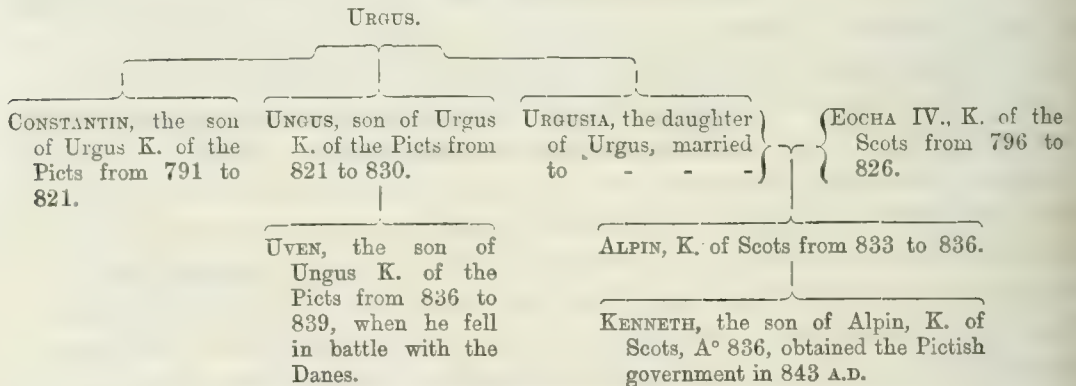 URGUS.
CONSTANTIN, the son
of Urgus K. of the
Picts from 791 to
821.
UNGUS, son of Urgus
K. of the Picts from
821 to 830.
URGUSIA, the daughter
of Urgus, married
to - - -
EOCHA IV., K. of the
Scots from 796 to
826.
UVEN, the son of
Ungus K. of the
Picts from 836 to
839, when he fell
in battle with the
Danes.
ALPIN, K. of Scots from 833 to 836.
KENNETH, the son of Alpin, K. of
Scots, A° 836, obtained the Pictish
government in 843 A.D.